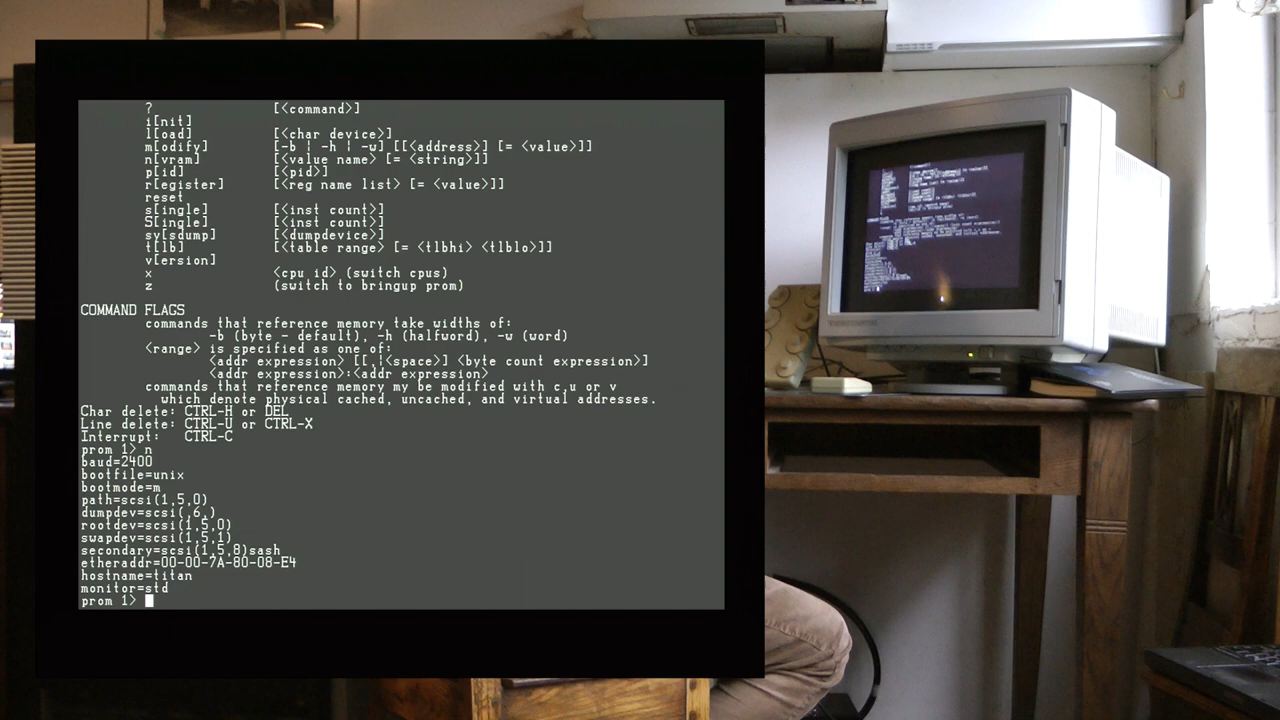 ? [<command>]
i[nit]
l[oad] [<char device>]
m[odify] [-b | -h | -w] [[<address>] [= <value>]]
n[vram] [<value name> [= <string>]]
p[id] [<pid>]
r[egister] [<reg name list> [= <value>]]
reset
s[ingle] [<inst count>]
S[ingle] [<inst count>]
sy[sdump] [<dumpdevice>]
t[lb] [<table range> [= <tlbhi> <tlblo>]]
v[ersion]
x <cpu id> (switch cpus)
z (switch to bringup prom)
COMMAND FLAGS
commands that reference memory take widths of:
-b (byte - default), -h (halfword), -w (word)
<range> is specified as one of:
<addr expression> [[,|<space>] <byte count expression>]
<addr expression>:<addr expression>
commands that reference memory my be modified with c,u or v
which denote physical cached, uncached, and virtual addresses.
Char delete: CTRL-H or DEL
Line delete: CTRL-U or CTRL-X
Interrupt: CTRL-C
prom 1> n
baud=2400
bootfile=unix
bootmode=m
path=scsi(1,5,0)
dumpdev=scsi(,6,)
rootdev=scsi(1,5,0)
swapdev=scsi(1,5,1)
secondary=scsi(1,5,8)sash
etheraddr=00-00-7A-80-08-E4
hostname=titan
monitor=std
prom 1>